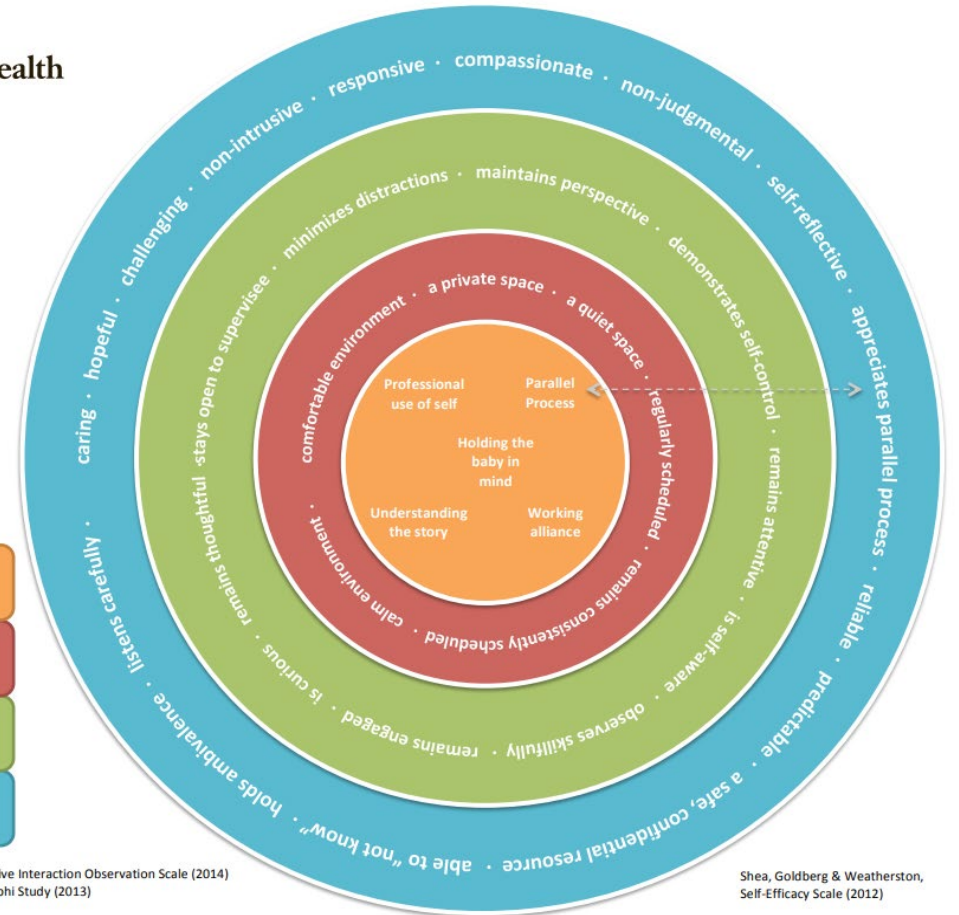 ealth
caring · hopeful · challenging · non-intrusive · responsive · compassionate · non-judgmental · self-reflective · appreciates parallel process · reliable · predictable · a safe, confidential resource · able to "not know" · holds ambivalence · listens carefully ·
stays open to supervisee · minimizes distractions · maintains perspective · demonstrates self-control · remains attentive · is self-aware · observes skillfully · remains engaged · is curious · remains thoughtful ·
comfortable environment · a private space · a quiet space · regularly scheduled · remains consistently scheduled · calm environment ·
Professional
use of self
Parallel
Process
Holding the
baby in
mind
Understanding
the story
Working
alliance
ive Interaction Observation Scale (2014)
phi Study (2013)
Shea, Goldberg & Weatherston,
Self-Efficacy Scale (2012)